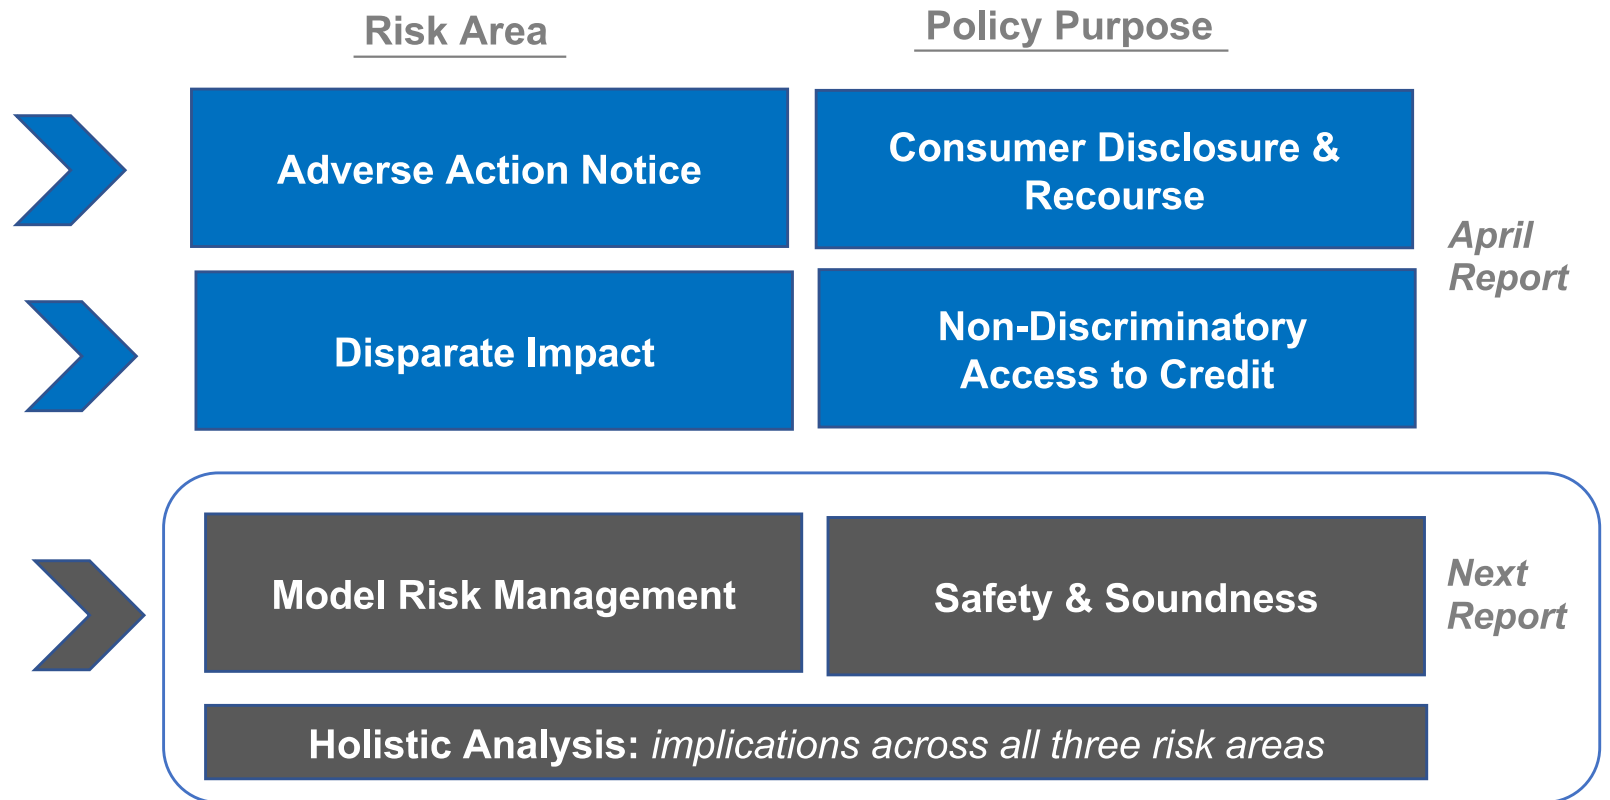 Risk Area
Policy Purpose
Adverse Action Notice
Consumer Disclosure &
Recourse
April
Report
Disparate Impact
Non-Discriminatory
Access to Credit
Model Risk Management
Safety & Soundness
Next
Report
Holistic Analysis: implications across all three risk areas